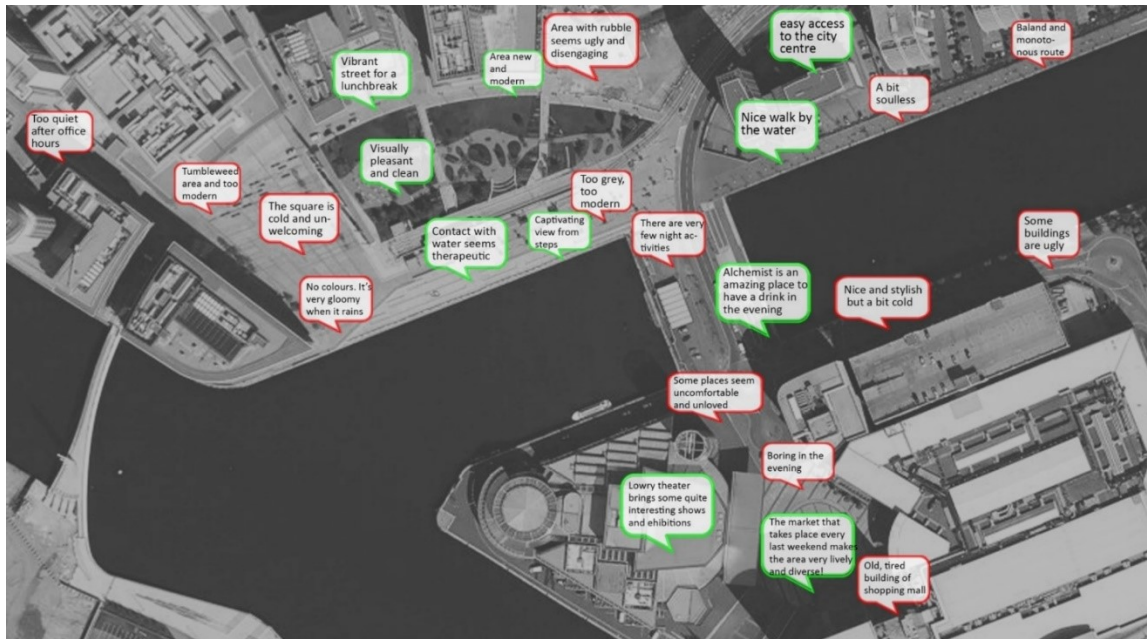 easy access
to the city
centre
Area with rubble
seems ugly and
disengaging
Baland and
monoto-
nous route
Vibrant
street for a
lunchbreak
Area new
and
modern
A bit
soulless
Too quiet
after office
hours
Nice walk by
the water
Visually
pleasant
and clean
Tumbleweed
area and too
modern
Too grey,
too
modern
The square is
cold and un-
welcoming
Contact with
water seems
therapeutic
Captivating
view from
steps
There are very
few night ac-
tivities
Some
buildings
are ugly
Alchemist is an
amazing place to
have a drink in
the evening
No colours. It's
very gloomy
when it rains
Nice and stylish
but a bit cold
Some places seem
uncomfortable
and unloved
Boring in the
evening
Lowry theater
brings some quite
interesting shows
and ehibitions
The market that
takes place every
last weekend makes
the area very lively
and diverse!
Old, tired
building of
shopping mall